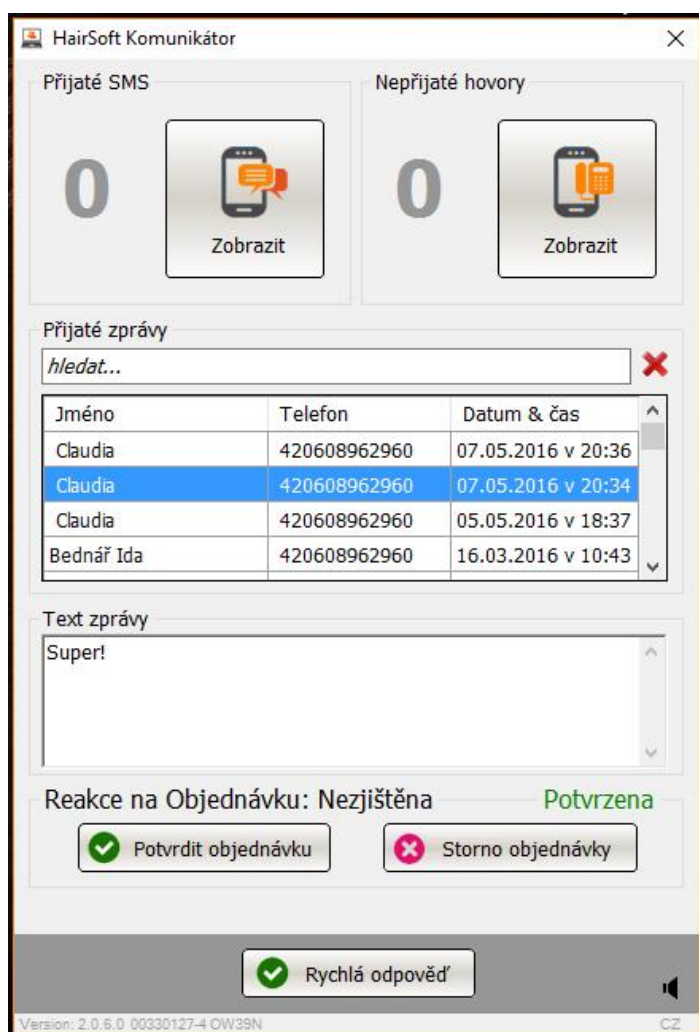 HairSoft Komunikátor
Přijaté SMS
Nepřijaté hovory
0
Zobrazit
0
Zobrazit
Přijaté zprávy
hledat...
Jméno Telefon Datum & čas
Claudia 420608962960 07.05.2016 v 20:36
Claudia 420608962960 07.05.2016 v 20:34
Claudia 420608962960 05.05.2016 v 18:37
Bednář Ida 420608962960 16.03.2016 v 10:43
Text zprávy
Super!
Reakce na Objednávku: Nezjištěna Potvrzena
Potvrdit objednávku Storno objednávky
Rychlá odpověď
Version: 2.0.6.0 00330127-4 OW39N CZ